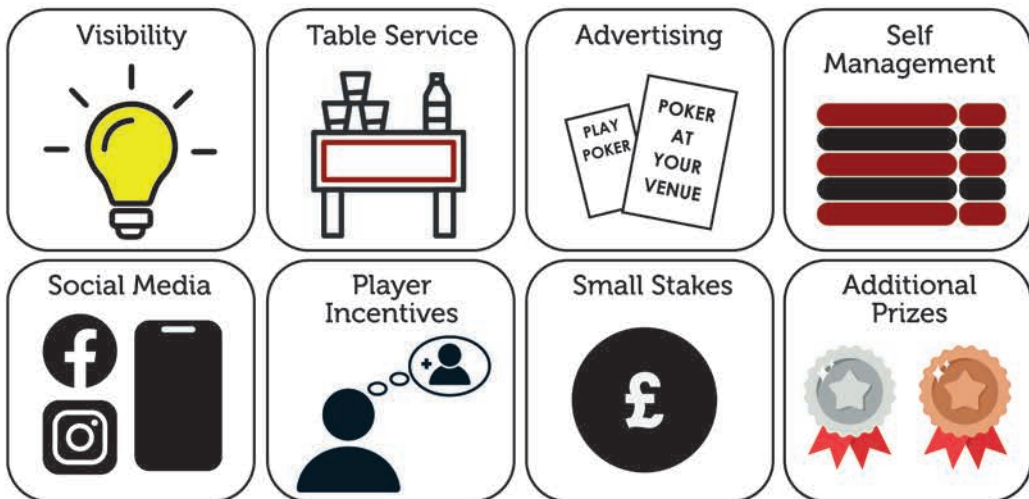 Visibility
Table Service
Advertising
Self
Management
PLAY
POKER
POKER
AT
YOUR
VENUE
Social Media
Player
Incentives
Small Stakes
Additional
Prizes
£